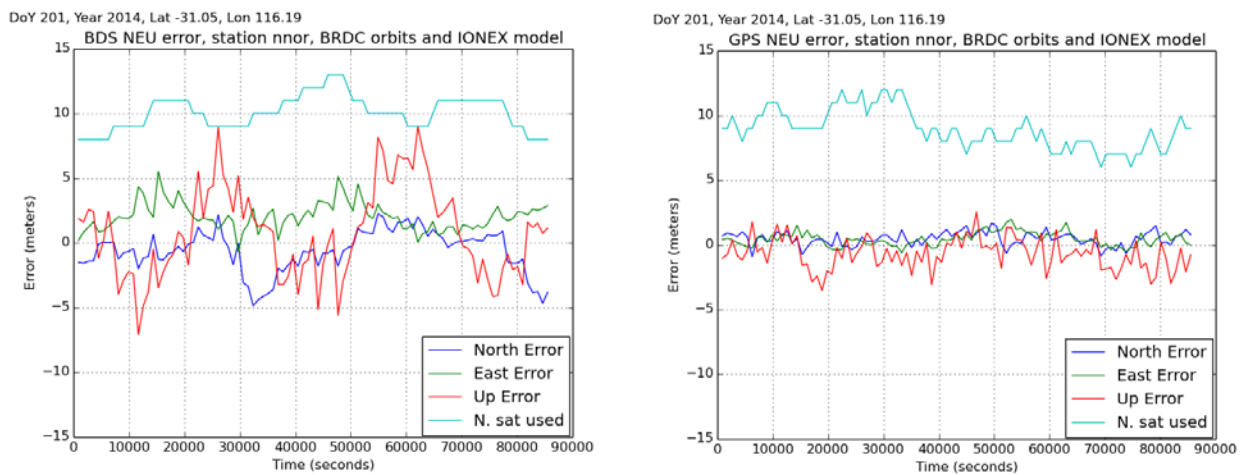 DoY 201, Year 2014, Lat -31.05, Lon 116.19
BDS NEU error, station nnor, BRDC orbits and IONEX model
15
10
5
0
−5
−10
−15
Error (meters)
North Error
East Error
Up Error
N. sat used
0 10000 20000 30000 40000 50000 60000 70000 80000 90000
Time (seconds)
DoY 201, Year 2014, Lat -31.05, Lon 116.19
GPS NEU error, station nnor, BRDC orbits and IONEX model
15
10
5
0
−5
−10
−15
Error (meters)
North Error
East Error
Up Error
N. sat used
0 10000 20000 30000 40000 50000 60000 70000 80000 90000
Time (seconds)